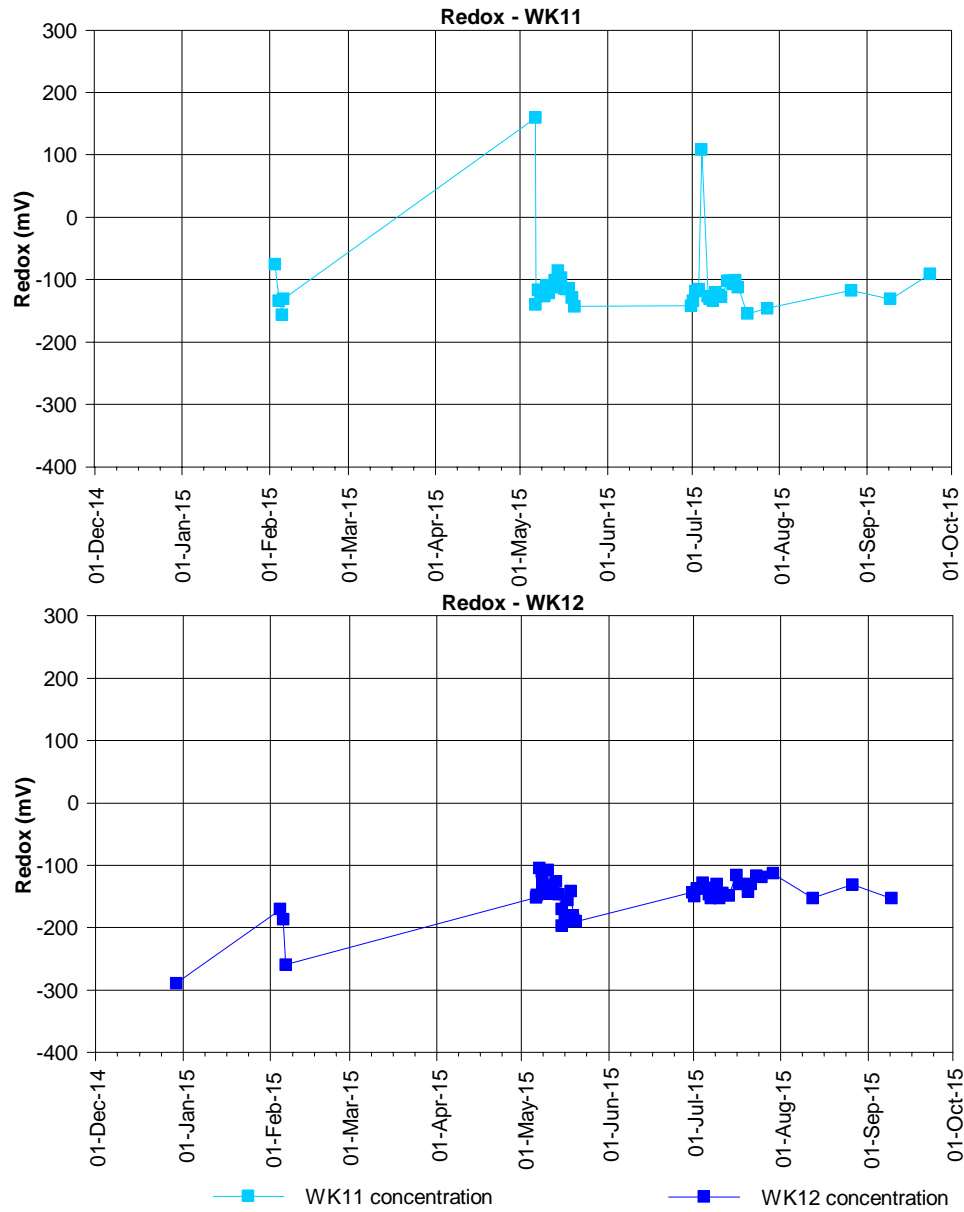 Redox - WK11
300
200
100
0
-100
-200
-300
-400
Redox (mV)
01-Dec-14
01-Jan-15
01-Feb-15
01-Mar-15
01-Apr-15
01-May-15
01-Jun-15
01-Jul-15
01-Aug-15
01-Sep-15
01-Oct-15
Redox - WK12
300
200
100
0
-100
-200
-300
-400
Redox (mV)
01-Dec-14
01-Jan-15
01-Feb-15
01-Mar-15
01-Apr-15
01-May-15
01-Jun-15
01-Jul-15
01-Aug-15
01-Sep-15
01-Oct-15
WK11 concentration
WK12 concentration